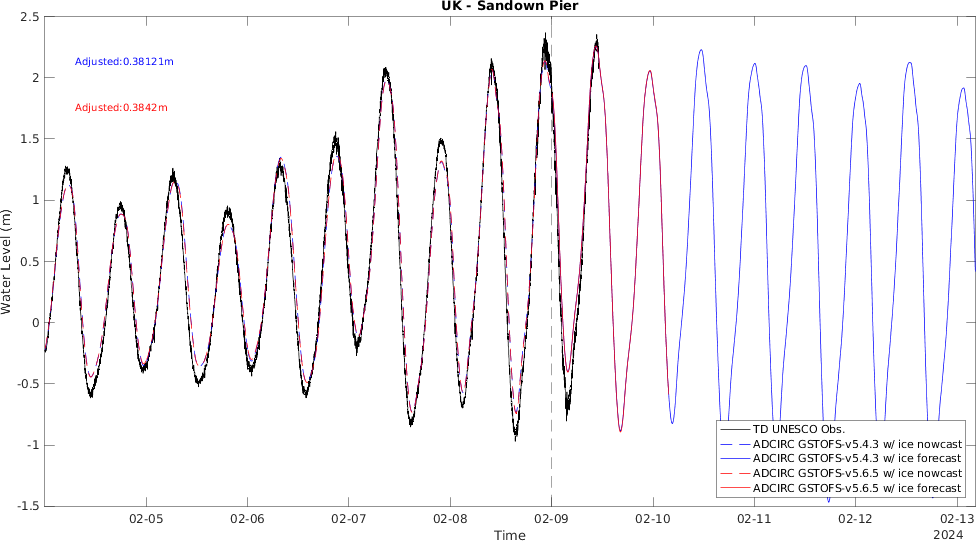 UK - Sandown Pier
2.5
2
1.5
1
0.5
0
-0.5
-1
-1.5
Water Level (m)
Adjusted:0.38121m
Adjusted:0.3842m
TD UNESCO Obs.
ADCIRC GSTOFS-v5.4.3 w/ ice nowcast
ADCIRC GSTOFS-v5.4.3 w/ ice forecast
ADCIRC GSTOFS-v5.6.5 w/ ice nowcast
ADCIRC GSTOFS-v5.6.5 w/ ice forecast
02-05 02-06 02-07 02-08 02-09 02-10 02-11 02-12 02-13
Time
2024